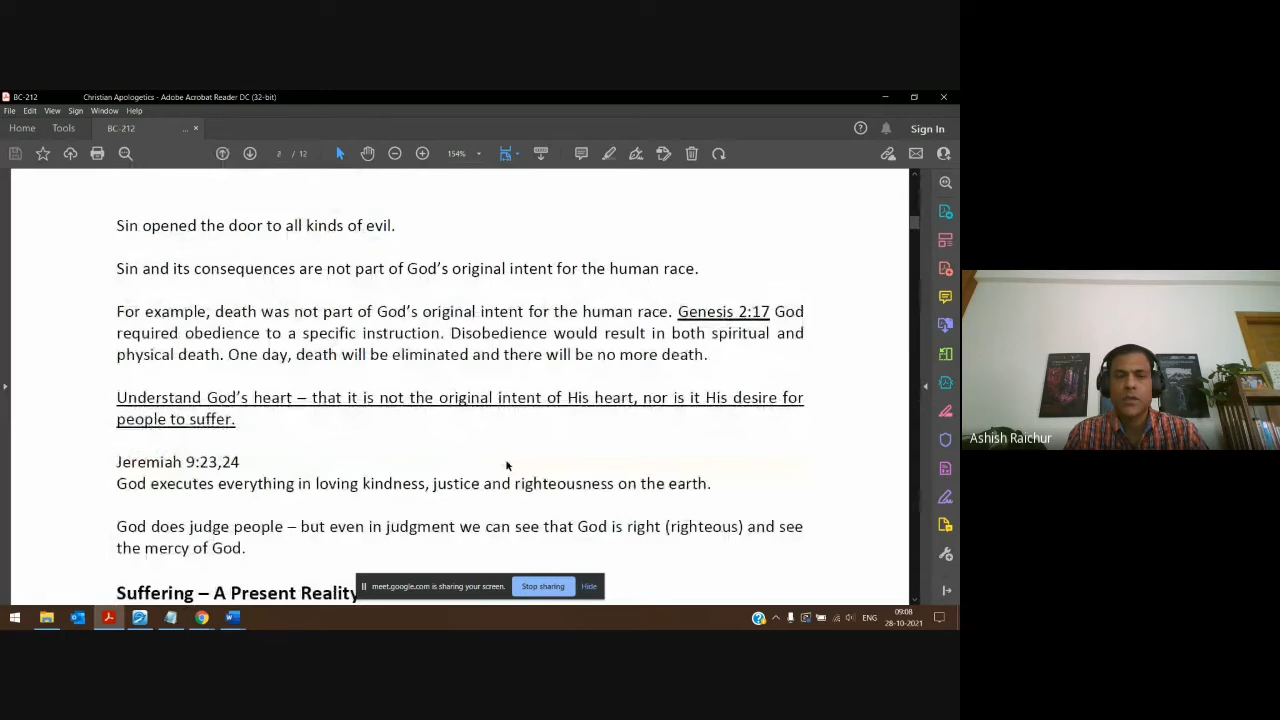 BC-212 Christian Apologetics - Adobe Acrobat Reader DC (32-bit)
File Edit View Sign Window Help
Home Tools BC-212 ... × Sign In
2 / 12 154%
Sin opened the door to all kinds of evil.
Sin and its consequences are not part of God’s original intent for the human race.
For example, death was not part of God’s original intent for the human race. Genesis 2:17 God
required obedience to a specific instruction. Disobedience would result in both spiritual and
physical death. One day, death will be eliminated and there will be no more death.
Understand God’s heart – that it is not the original intent of His heart, nor is it His desire for
people to suffer.
Jeremiah 9:23,24
God executes everything in loving kindness, justice and righteousness on the earth.
God does judge people – but even in judgment we can see that God is right (righteous) and see
the mercy of God.
Suffering – A Present Reality
meet.google.com is sharing your screen. Stop sharing Hide
ENG
09:08
28-10-2021
Ashish Raichur